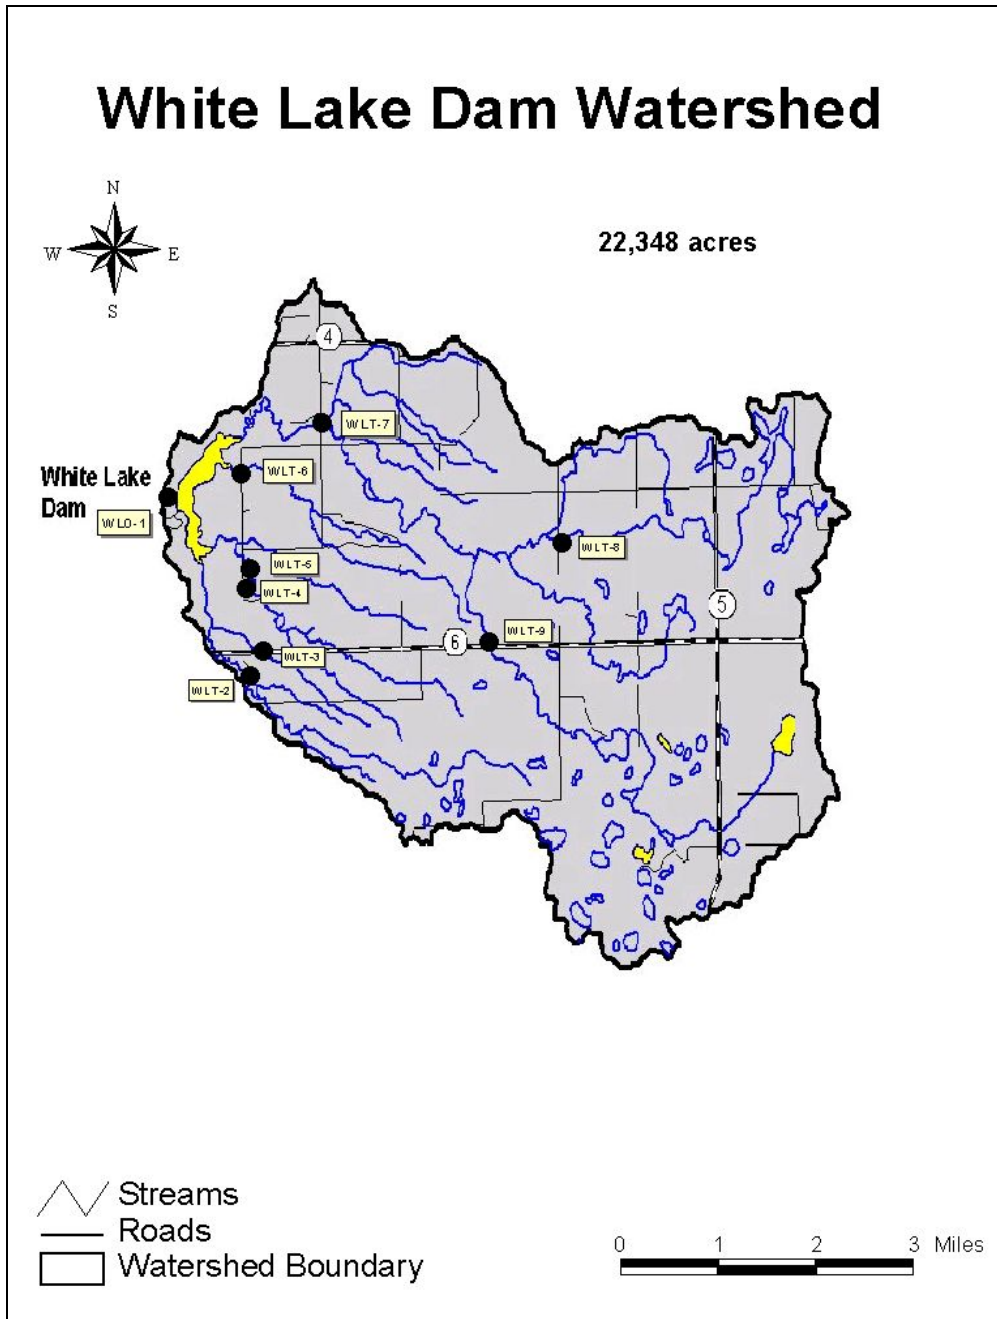 White Lake Dam Watershed
N
W
E
S
22,348 acres
4
WLT-7
WLT-6
White Lake
Dam
WLO-1
WLT-8
WLT-5
WLT-4
5
WLT-9
6
WLT-3
WLT-2
Streams
Roads
Watershed Boundary
0 1 2 3 Miles